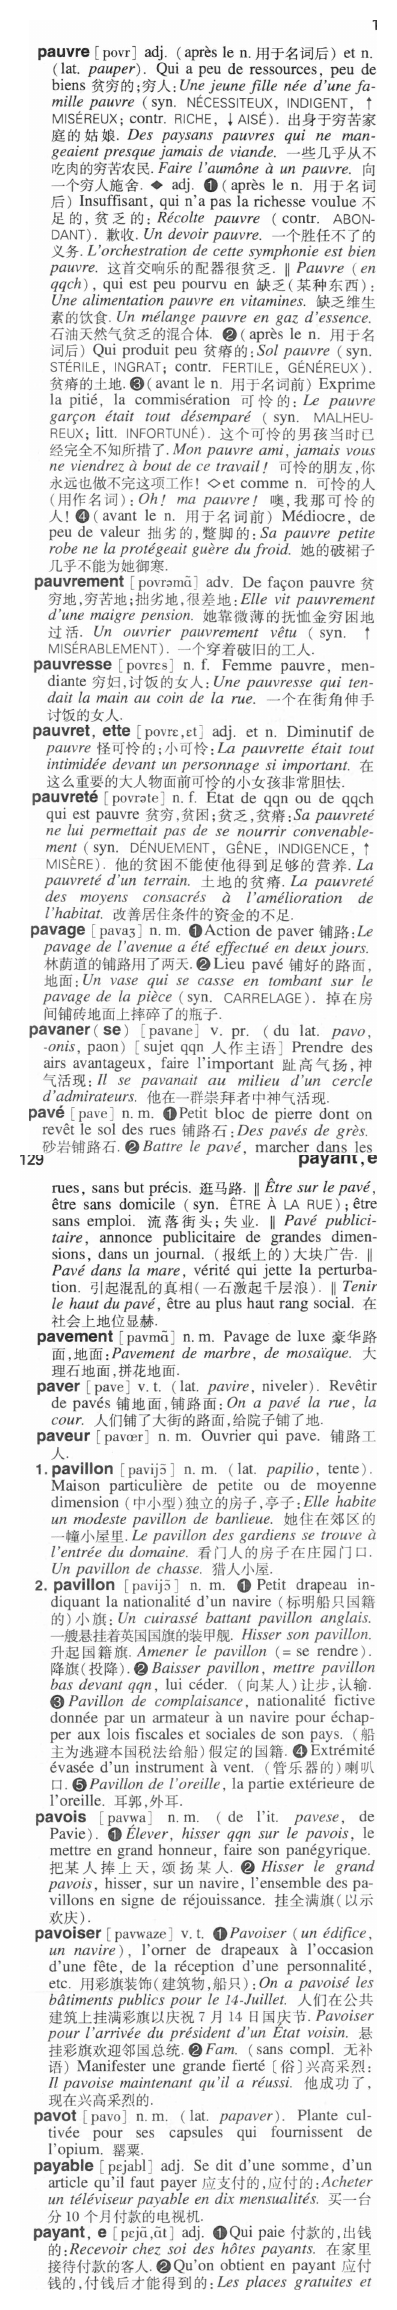 1
pauvre [povr] adj. (après le n. 用于名词后) et n.
(lat. pauper). Qui a peu de ressources, peu de
biens 贫穷的;穷人:Une jeune fille née d'une fa-
mille pauvre (syn. NÉCESSITEUX, INDIGENT, ↑
MISÉREUX; contr. RICHE, ↓AISÉ). 出身于穷苦家
庭的姑娘. Des paysans pauvres qui ne man-
geaient presque jamais de viande. 一些几乎从不
吃肉的穷苦农民. Faire l'aumône à un pauvre. 向
一个穷人施舍. ◆ adj. ❶(après le n. 用于名词
后) Insuffisant, qui n'a pas la richesse voulue 不
足的, 贫乏的: Récolte pauvre (contr. ABON-
DANT). 歉收. Un devoir pauvre. 一个胜任不了的
义务. L'orchestration de cette symphonie est bien
pauvre. 这首交响乐的配器很贫乏. ‖ Pauvre (en
qqch), qui est peu pourvu en 缺乏(某种东西):
Une alimentation pauvre en vitamines. 缺乏维生
素的饮食. Un mélange pauvre en gaz d'essence.
石油天然气贫乏的混合体. ❷(après le n. 用于名
词后) Qui produit peu 贫瘠的:Sol pauvre (syn.
STÉRILE, INGRAT; contr. FERTILE, GÉNÉREUX).
贫瘠的土地. ❸(avant le n. 用于名词前) Exprime
la pitié, la commisération 可怜的: Le pauvre
garçon était tout désemparé (syn. MALHEU-
REUX; litt. INFORTUNÉ). 这个可怜的男孩当时已
经完全不知所措了. Mon pauvre ami, jamais vous
ne viendrez à bout de ce travail! 可怜的朋友,你
永远也做不完这项工作! ◇et comme n. 可怜的人
(用作名词): Oh! ma pauvre! 噢,我那可怜的
人! ❹(avant le n. 用于名词前) Médiocre, de
peu de valeur 拙劣的,蹩脚的:Sa pauvre petite
robe ne la protégeait guère du froid. 她的破裙子
几乎不能为她御寒.
pauvrement [povrəmɑ̃] adv. De façon pauvre 贫
穷地,穷苦地;拙劣地,很差地:Elle vit pauvrement
d'une maigre pension. 她靠微薄的抚恤金穷困地
过活. Un ouvrier pauvrement vêtu (syn. ↑
MISÉRABLEMENT). 一个穿着破旧的工人.
pauvresse [povrɛs] n. f. Femme pauvre, men-
diante 穷妇,讨饭的女人:Une pauvresse qui ten-
dait la main au coin de la rue. 一个在街角伸手
讨饭的女人.
pauvret, ette [povrɛ,ɛt] adj. et n. Diminutif de
pauvre 怪可怜的;小可怜:La pauvrette était tout
intimidée devant un personnage si important. 在
这么重要的大人物面前可怜的小女孩非常胆怯.
pauvreté [povrəte] n. f. État de qqn ou de qqch
qui est pauvre 贫穷,贫困;贫乏,贫瘠:Sa pauvreté
ne lui permettait pas de se nourrir convenable-
ment (syn. DÉNUEMENT, GÊNE, INDIGENCE, ↑
MISÈRE). 他的贫困不能使他得到足够的营养. La
pauvreté d'un terrain. 土地的贫瘠. La pauvreté
des moyens consacrés à l'amélioration de
l'habitat. 改善居住条件的资金的不足.
pavage [pavaʒ] n. m. ❶Action de paver 铺路:Le
pavage de l'avenue a été effectué en deux jours.
林荫道的铺路用了两天. ❷Lieu pavé 铺好的路面,
地面:Un vase qui se casse en tombant sur le
pavage de la pièce (syn. CARRELAGE). 掉在房
间铺砖地面上摔碎了的瓶子.
pavaner (se) [pavane] v. pr. (du lat. pavo,
-onis, paon) [sujet qqn 人作主语] Prendre des
airs avantageux, faire l'important 趾高气扬,神
气活现: Il se pavanait au milieu d'un cercle
d'admirateurs. 他在一群崇拜者中神气活现.
pavé [pave] n. m. ❶Petit bloc de pierre dont on
revêt le sol des rues 铺路石:Des pavés de grès.
砂岩铺路石. ❷Battre le pavé, marcher dans les
129 payant,e
rues, sans but précis. 逛马路. ‖ Être sur le pavé,
être sans domicile (syn. ÊTRE À LA RUE); être
sans emploi. 流落街头;失业. ‖ Pavé publici-
taire, annonce publicitaire de grandes dimen-
sions, dans un journal. (报纸上的)大块广告. ‖
Pavé dans la mare, vérité qui jette la perturba-
tion. 引起混乱的真相(一石激起千层浪). ‖ Tenir
le haut du pavé, être au plus haut rang social. 在
社会上地位显赫.
pavement [pavmɑ̃] n. m. Pavage de luxe 豪华路
面,地面:Pavement de marbre, de mosaïque. 大
理石地面,拼花地面.
paver [pave] v. t. (lat. pavire, niveler). Revêtir
de pavés 铺地面,铺路面:On a pavé la rue, la
cour. 人们铺了大街的路面,给院子铺了地.
paveur [pavœr] n. m. Ouvrier qui pave. 铺路工
人.
1. pavillon [pavijɔ̃] n. m. (lat. papilio, tente).
Maison particulière de petite ou de moyenne
dimension (中小型)独立的房子,亭子:Elle habite
un modeste pavillon de banlieue. 她住在郊区的
一幢小屋里. Le pavillon des gardiens se trouve à
l'entrée du domaine. 看门人的房子在庄园门口.
Un pavillon de chasse. 猎人小屋.
2. pavillon [pavijɔ̃] n. m. ❶ Petit drapeau in-
diquant la nationalité d'un navire (标明船只国籍
的)小旗: Un cuirassé battant pavillon anglais.
一艘悬挂着英国国旗的装甲舰. Hisser son pavillon.
升起国籍旗. Amener le pavillon (= se rendre).
降旗(投降). ❷Baisser pavillon, mettre pavillon
bas devant qqn, lui céder. (向某人)让步,认输.
❸ Pavillon de complaisance, nationalité fictive
donnée par un armateur à un navire pour échap-
per aux lois fiscales et sociales de son pays. (船
主为逃避本国税法给船)假定的国籍. ❹Extrémité
évasée d'un instrument à vent. (管乐器的)喇叭
口. ❺Pavillon de l'oreille, la partie extérieure de
l'oreille. 耳郭,外耳.
pavois [pavwa] n. m. (de l'it. pavese, de
Pavie). ❶ Élever, hisser qqn sur le pavois, le
mettre en grand honneur, faire son panégyrique.
把某人捧上天, 颂扬某人. ❷ Hisser le grand
pavois, hisser, sur un navire, l'ensemble des pa-
villons en signe de réjouissance. 挂全满旗(以示
欢庆).
pavoiser [pavwaze] v. t. ❶Pavoiser (un édifice,
un navire), l'orner de drapeaux à l'occasion
d'une fête, de la réception d'une personnalité,
etc. 用彩旗装饰(建筑物,船只):On a pavoisé les
bâtiments publics pour le 14-Juillet. 人们在公共
建筑上挂满彩旗以庆祝 7 月 14 日国庆节. Pavoiser
pour l'arrivée du président d'un État voisin. 悬
挂彩旗欢迎邻国总统. ❷Fam. (sans compl. 无补
语) Manifester une grande fierté [俗]兴高采烈:
Il pavoise maintenant qu'il a réussi. 他成功了,
现在兴高采烈的.
pavot [pavo] n. m. (lat. papaver). Plante cul-
tivée pour ses capsules qui fournissent de
l'opium. 罂粟.
payable [pɛjabl] adj. Se dit d'une somme, d'un
article qu'il faut payer 应支付的,应付的:Acheter
un téléviseur payable en dix mensualités. 买一台
分 10 个月付款的电视机.
payant, e [pɛjɑ̃,ɑ̃t] adj. ❶Qui paie 付款的,出钱
的:Recevoir chez soi des hôtes payants. 在家里
接待付款的客人. ❷Qu'on obtient en payant 应付
钱的,付钱后才能得到的:Les places gratuites et